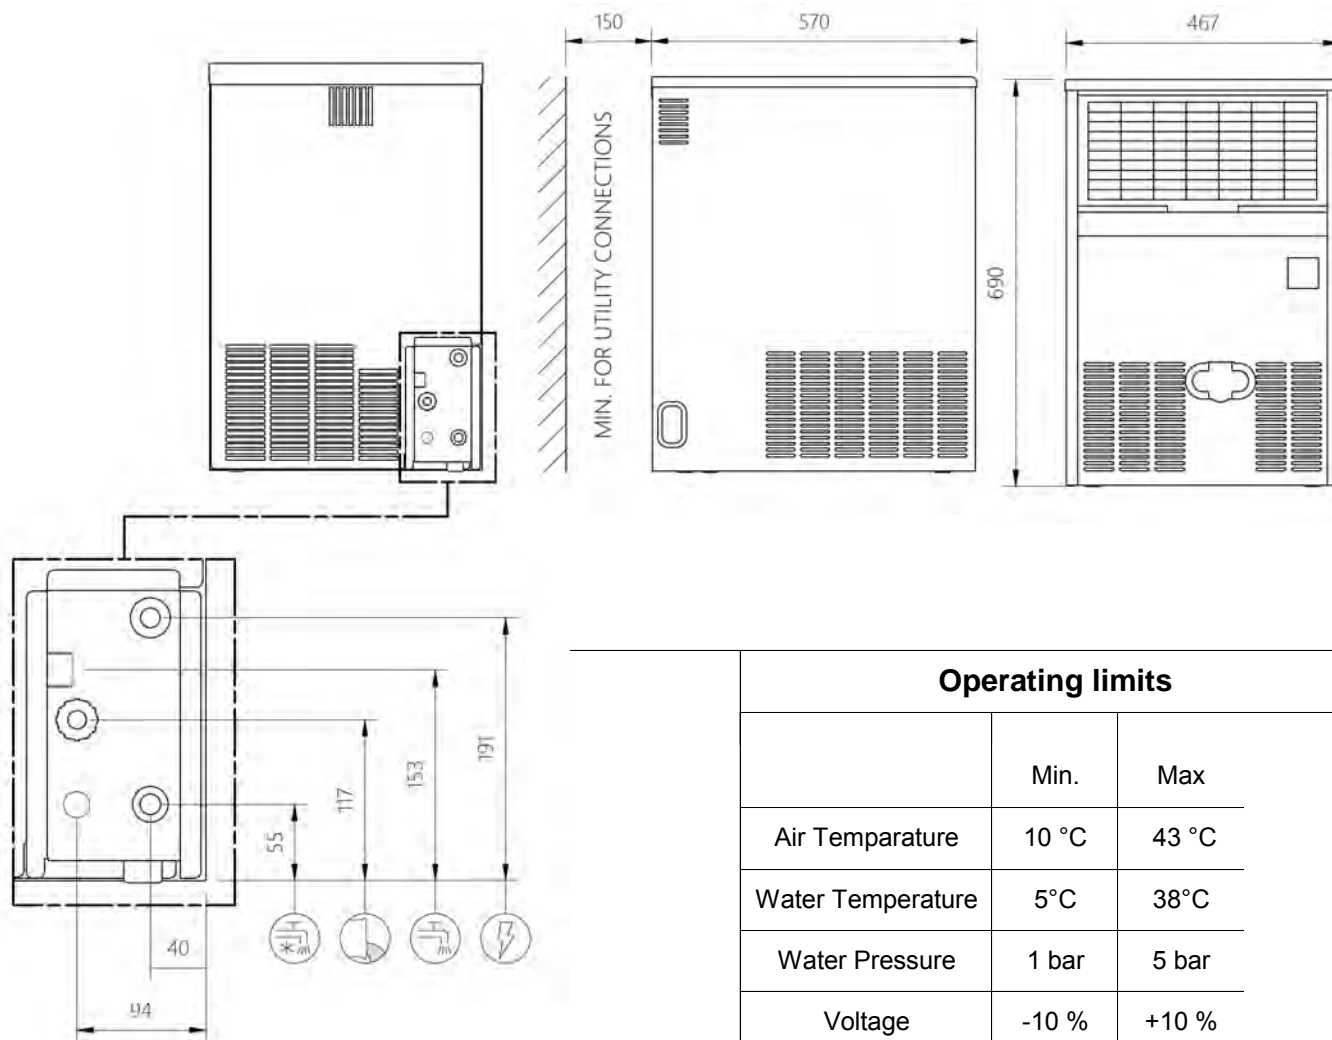 150
570
467
MIN. FOR UTILITY CONNECTIONS
690
191
153
117
55
40
94
Operating limits
Min. Max
Air Temparature 10 °C 43 °C
Water Temperature 5°C 38°C
Water Pressure 1 bar 5 bar
Voltage -10 % +10 %